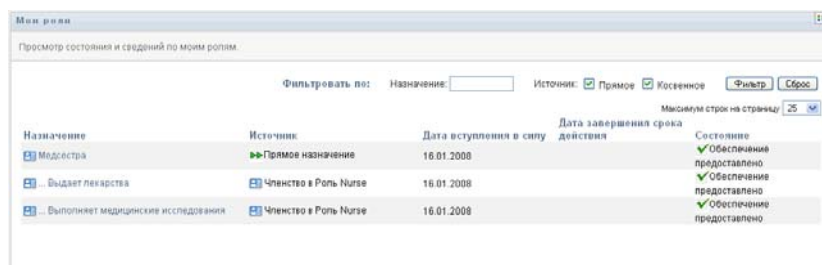 Мои роли
Просмотр состояния и сведений по моим ролям.
Фильтровать по: Назначение: Источник: Прямое Косвенное Фильтр Сброс
Максимум строк на страницу 25
Назначение Источник Дата вступления в силу Дата завершения срока действия Состояние
Медсестра Прямое назначение 16.01.2008 Обеспечение предоставлено
... Выдает лекарства Членство в Роль Nurse 16.01.2008 Обеспечение предоставлено
... Выполняет медицинские исследования Членство в Роль Nurse 16.01.2008 Обеспечение предоставлено